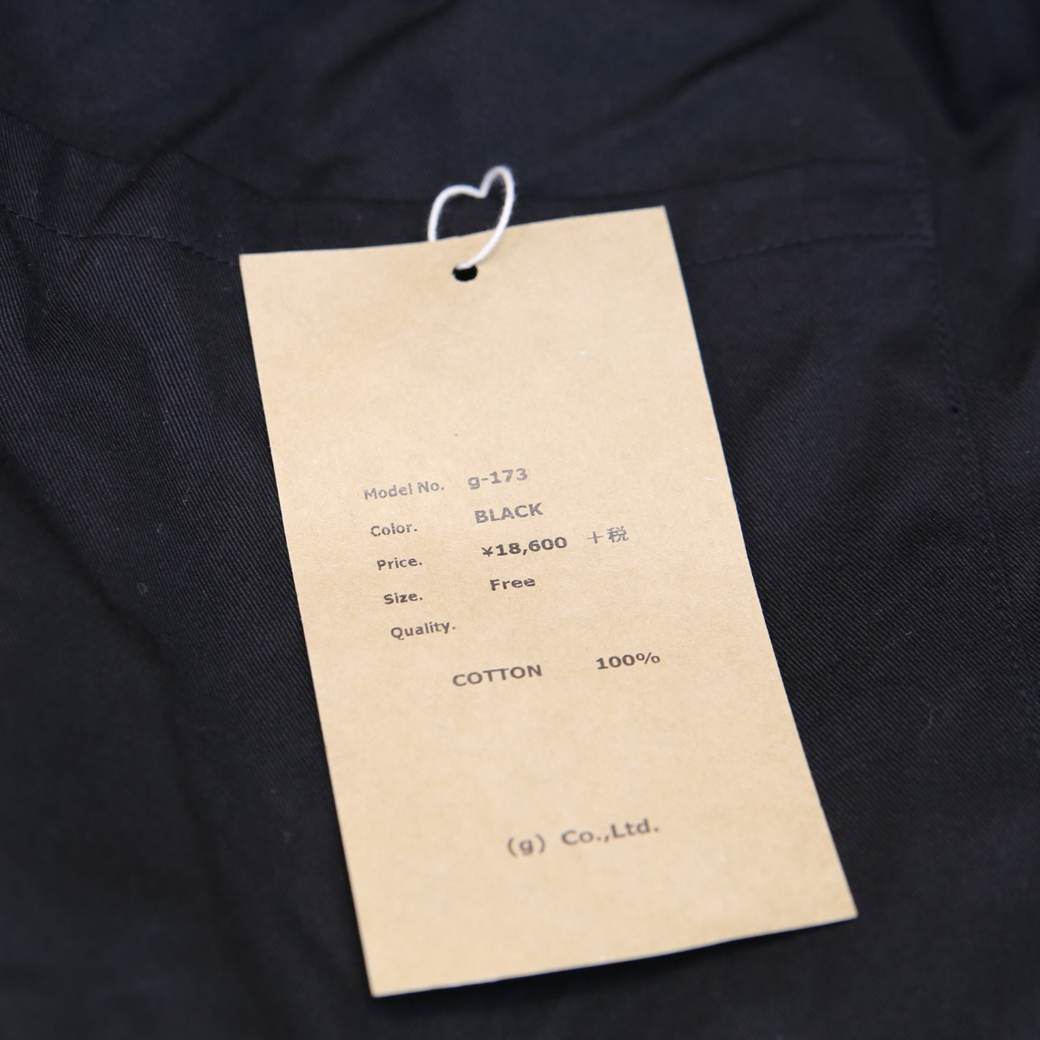 Model No. g-173
Color. BLACK
Price. ¥18,600 +税
Size. Free
Quality.
COTTON 100%
(g) Co.,Ltd.